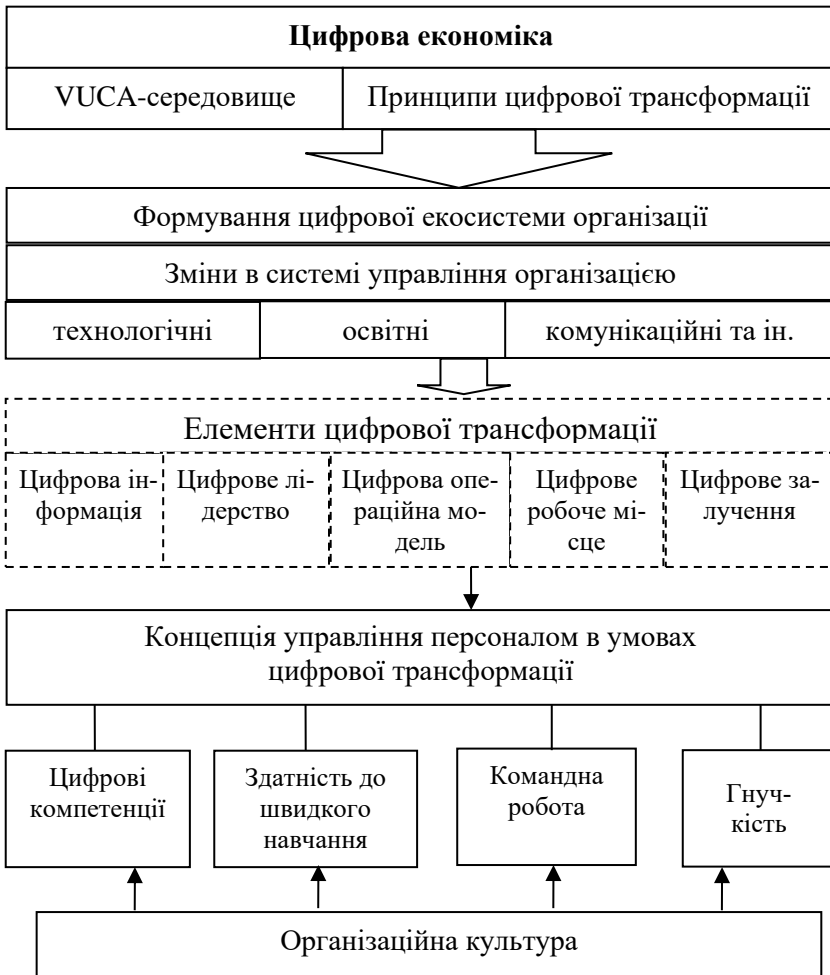 Цифрова економіка
VUCA-середовище
Принципи цифрової трансформації
Формування цифрової екосистеми організації
Зміни в системі управління організацією
технологічні
освітні
комунікаційні та ін.
Елементи цифрової трансформації
Цифрова ін-
формація
Цифрове лі-
дерство
Цифрова опе-
раційна мо-
дель
Цифрове
робоче мі-
сце
Цифрове за-
лучення
Концепція управління персоналом в умовах
цифрової трансформації
Цифрові
компетенції
Здатність до
швидкого
навчання
Командна
робота
Гнуч-
кість
Організаційна культура